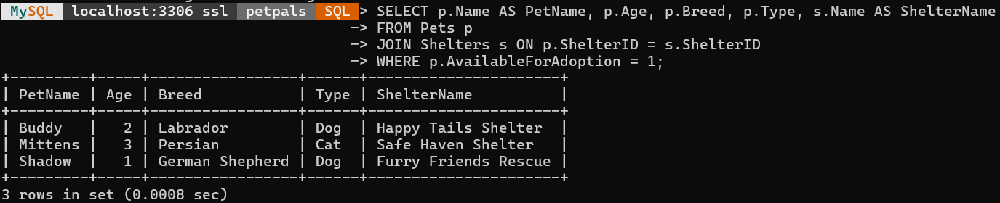 MySQL localhost:3306 ssl petpals SQL > SELECT p.Name AS PetName, p.Age, p.Breed, p.Type, s.Name AS ShelterName
-> FROM Pets p
-> JOIN Shelters s ON p.ShelterID = s.ShelterID
-> WHERE p.AvailableForAdoption = 1;
+---------+-----+-----------------+------+----------------------+
| PetName | Age | Breed           | Type | ShelterName          |
+---------+-----+-----------------+------+----------------------+
| Buddy   |   2 | Labrador        | Dog  | Happy Tails Shelter  |
| Mittens |   3 | Persian         | Cat  | Safe Haven Shelter   |
| Shadow  |   1 | German Shepherd | Dog  | Furry Friends Rescue |
+---------+-----+-----------------+------+----------------------+
3 rows in set (0.0008 sec)